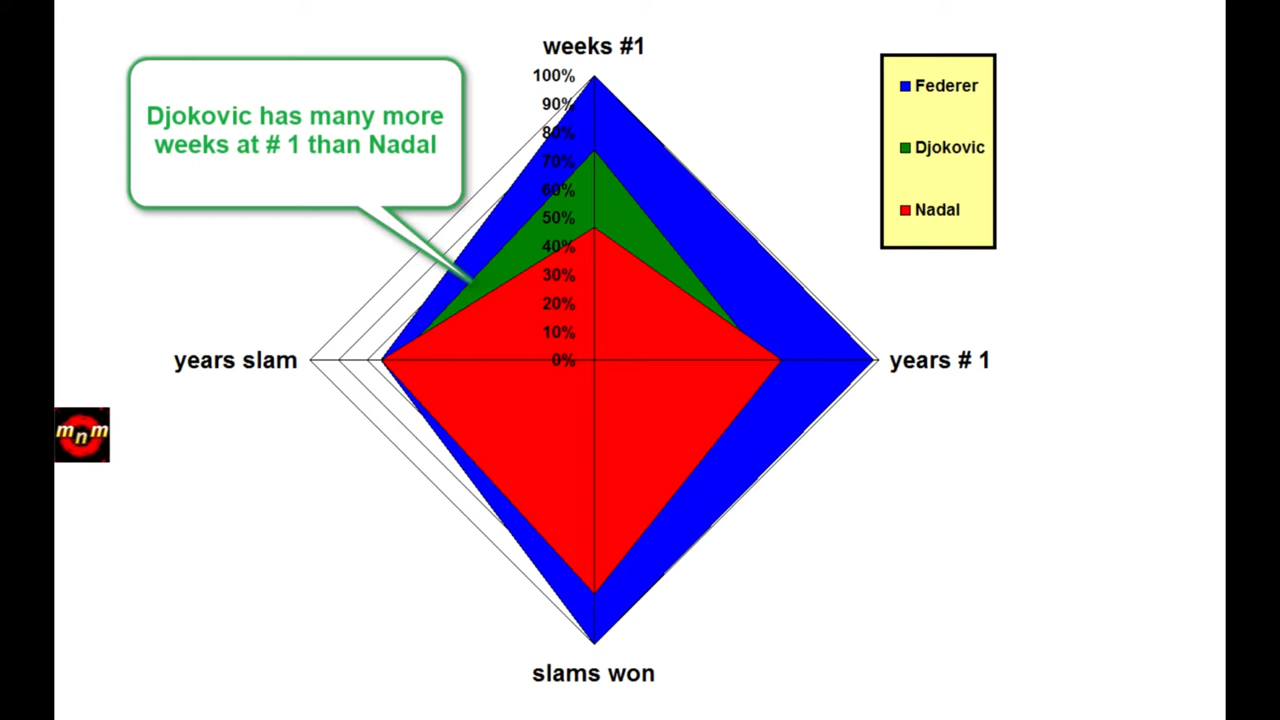 weeks #1
Djokovic has many more
weeks at # 1 than Nadal
100%
90%
80%
70%
60%
50%
40%
30%
20%
10%
0%
Federer
Djokovic
Nadal
years slam
years # 1
mnm
slams won